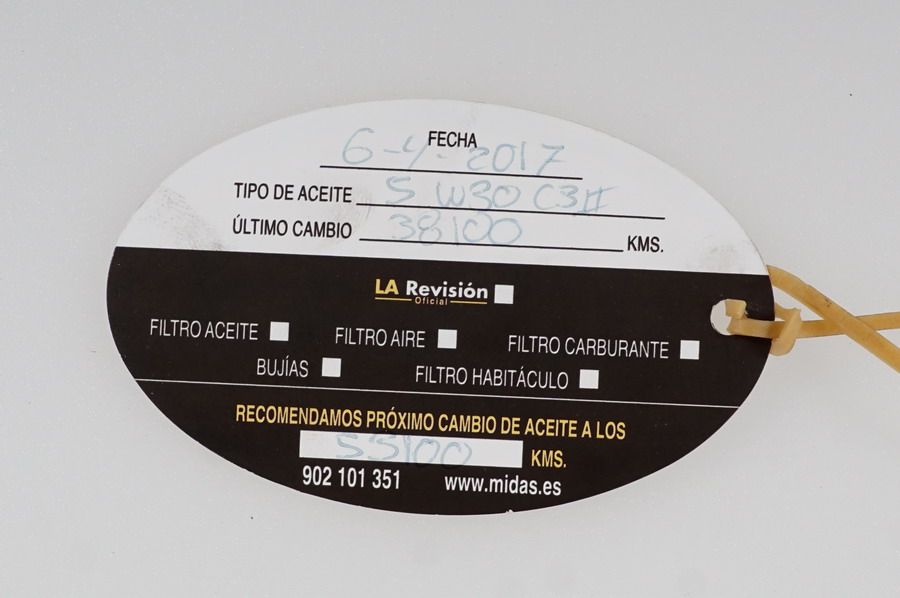 FECHA 6-4-2017
TIPO DE ACEITE 5 W30 C3
ÚLTIMO CAMBIO 38100 KMS.
LA Revisión
Oficial
FILTRO ACEITE FILTRO AIRE FILTRO CARBURANTE
BUJÍAS FILTRO HABITÁCULO
RECOMENDAMOS PRÓXIMO CAMBIO DE ACEITE A LOS
53100 KMS.
902 101 351 www.midas.es